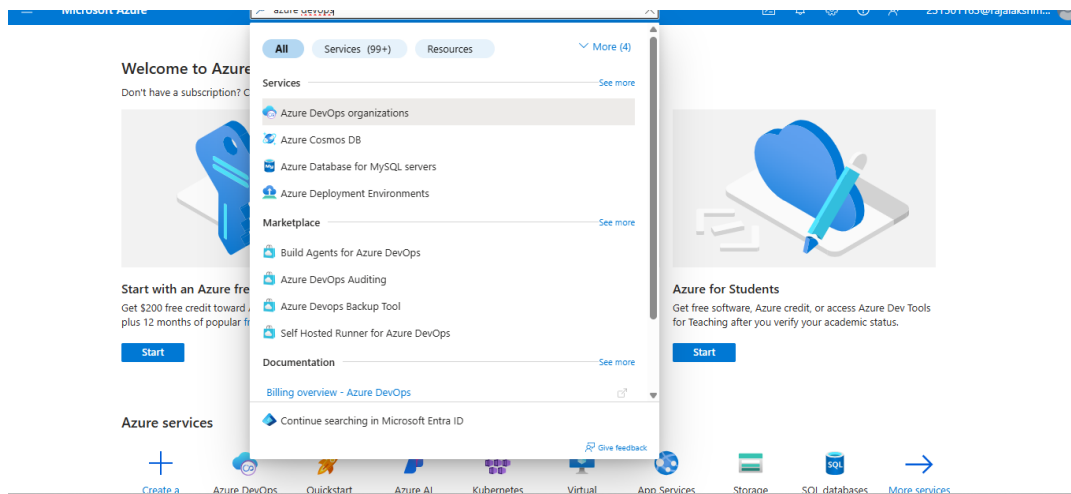 Microsoft Azure
azure devops
231501163@rajalakshm...
All
Services (99+)
Resources
More (4)
Services
See more
Azure DevOps organizations
Azure Cosmos DB
Azure Database for MySQL servers
Azure Deployment Environments
Marketplace
See more
Build Agents for Azure DevOps
Azure DevOps Auditing
Azure Devops Backup Tool
Self Hosted Runner for Azure DevOps
Documentation
See more
Billing overview - Azure DevOps
Continue searching in Microsoft Entra ID
Give feedback
Welcome to Azure
Don't have a subscription? C
Start with an Azure fre
Get $200 free credit toward
plus 12 months of popular fr
Start
Azure for Students
Get free software, Azure credit, or access Azure Dev Tools
for Teaching after you verify your academic status.
Start
Azure services
Create a
Azure DevOps
Quickstart
Azure AI
Kubernetes
Virtual
App Services
Storage
SQL
SQL databases
More services